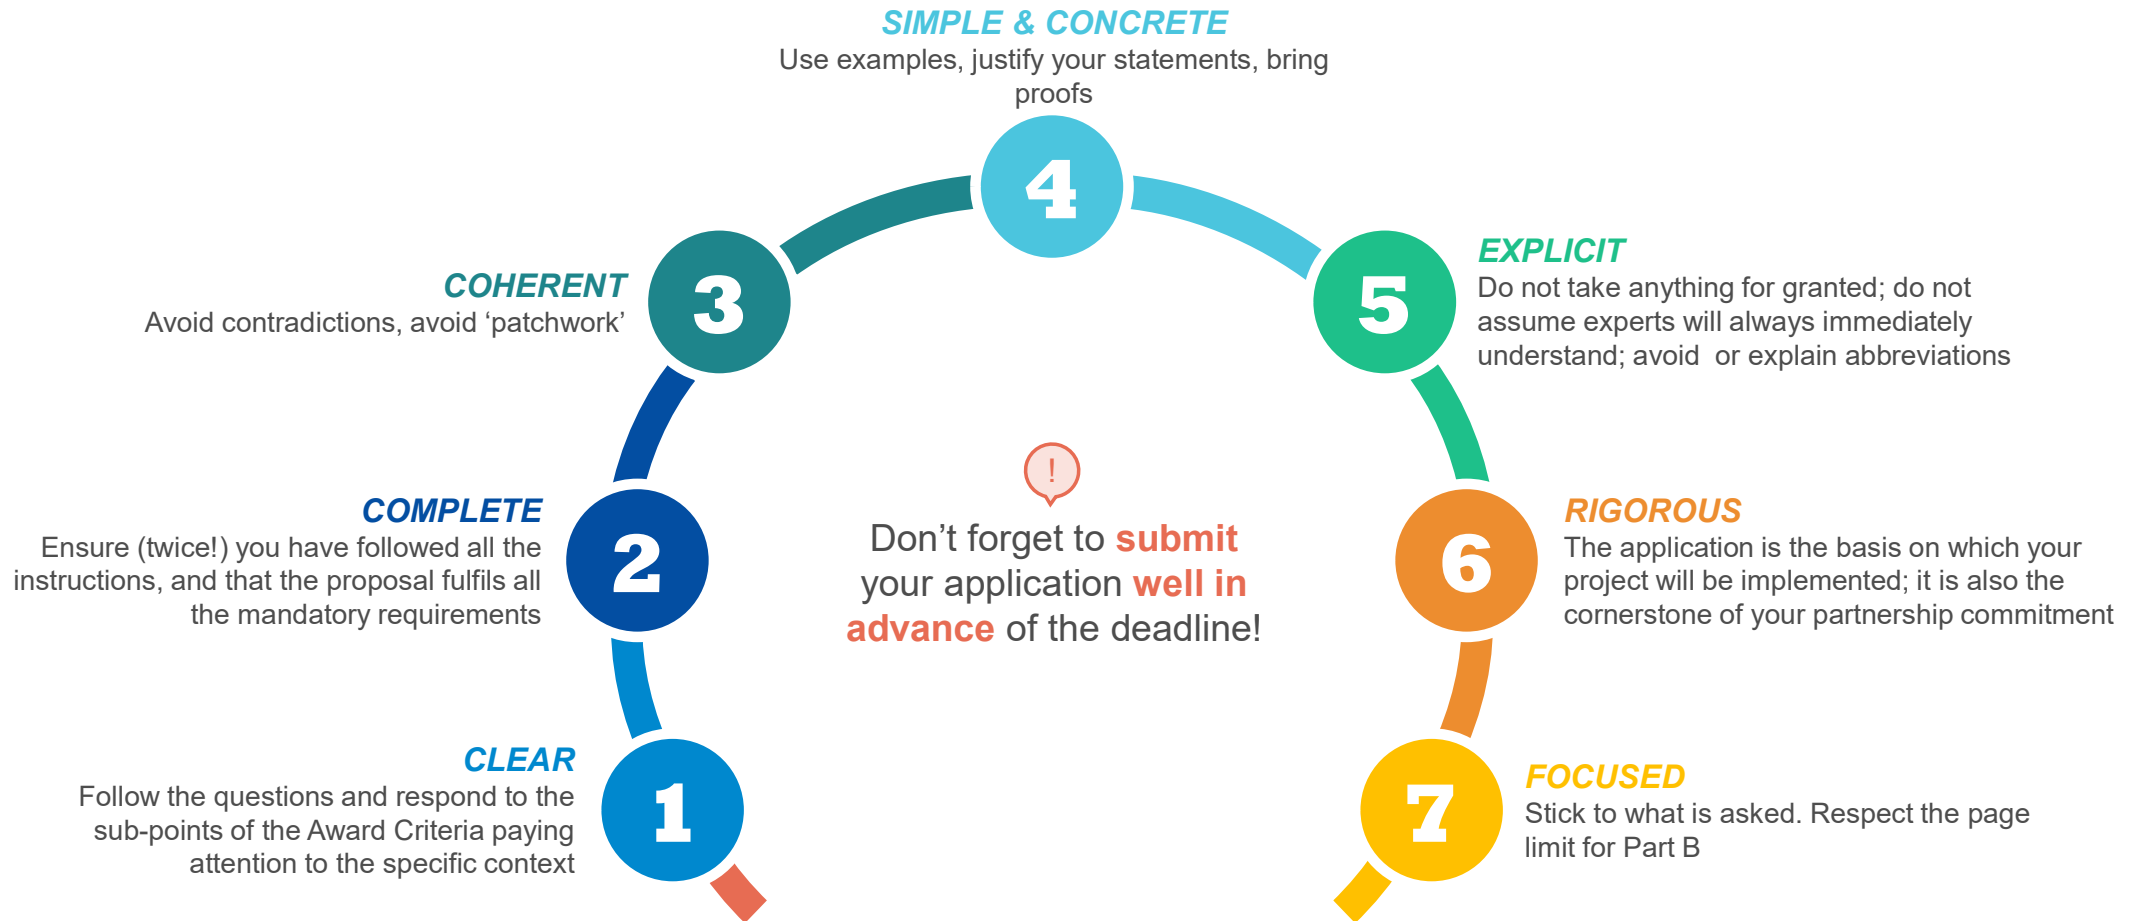 SIMPLE & CONCRETE
Use examples, justify your statements, bring
proofs
4
3
COHERENT
Avoid contradictions, avoid ‘patchwork’
5
EXPLICIT
Do not take anything for granted; do not
assume experts will always immediately
understand; avoid  or explain abbreviations
2
COMPLETE
Ensure (twice!) you have followed all the
instructions, and that the proposal fulfils all
the mandatory requirements
!
Don’t forget to submit
your application well in
advance of the deadline!
6
RIGOROUS
The application is the basis on which your
project will be implemented; it is also the
cornerstone of your partnership commitment
1
CLEAR
Follow the questions and respond to the
sub-points of the Award Criteria paying
attention to the specific context
7
FOCUSED
Stick to what is asked. Respect the page
limit for Part B